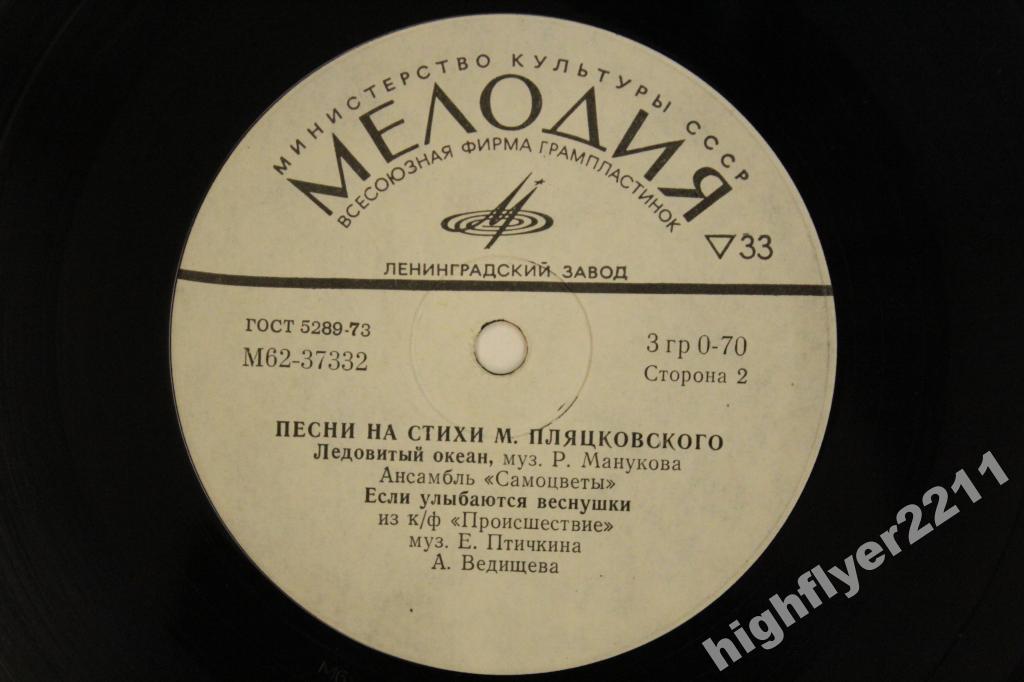 МИНИСТЕРСТВО КУЛЬТУРЫ СССР
МЕЛОДИЯ
ВСЕСОЮЗНАЯ ФИРМА ГРАМПЛАСТИНОК
▽33
ЛЕНИНГРАДСКИЙ ЗАВОД
ГОСТ 5289-73
М62-37332
3 гр 0-70
Сторона 2
ПЕСНИ НА СТИХИ М. ПЛЯЦКОВСКОГО
Ледовитый океан, муз. Р. Манукова
Ансамбль «Самоцветы»
Если улыбаются веснушки
из к/ф «Происшествие»
муз. Е. Птичкина
А. Ведищева
highflyer2211